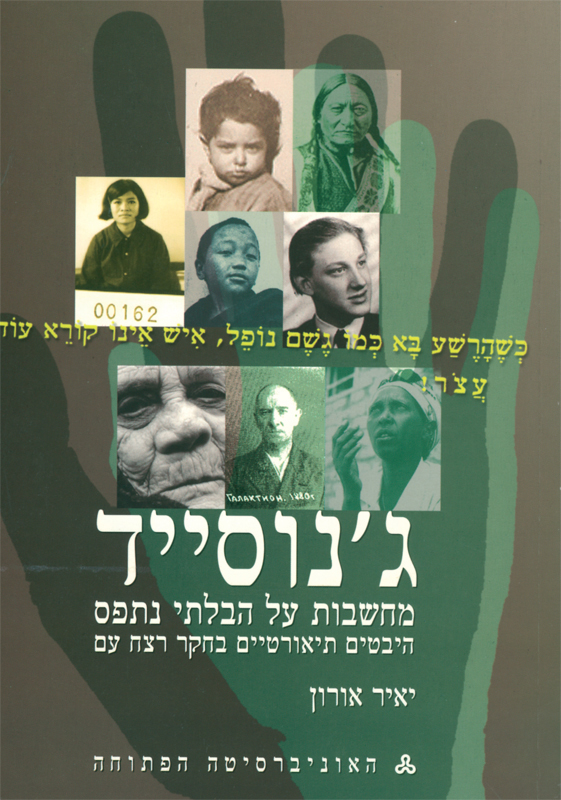 00162
כְּשֶׁהָרֶשַׁע בָּא כְּמוֹ גֶשֶׁם נוֹפֵל, אִישׁ אֵינוֹ קוֹרֵא עוֹד
עֲצֹר!
ГАЛАКТИОН. 1880г
ג'נוסייד
מחשבות על הבלתי נתפס
היבטים תיאורטיים בחקר רצח עם
יאיר אורון
האוניברסיטה הפתוחה